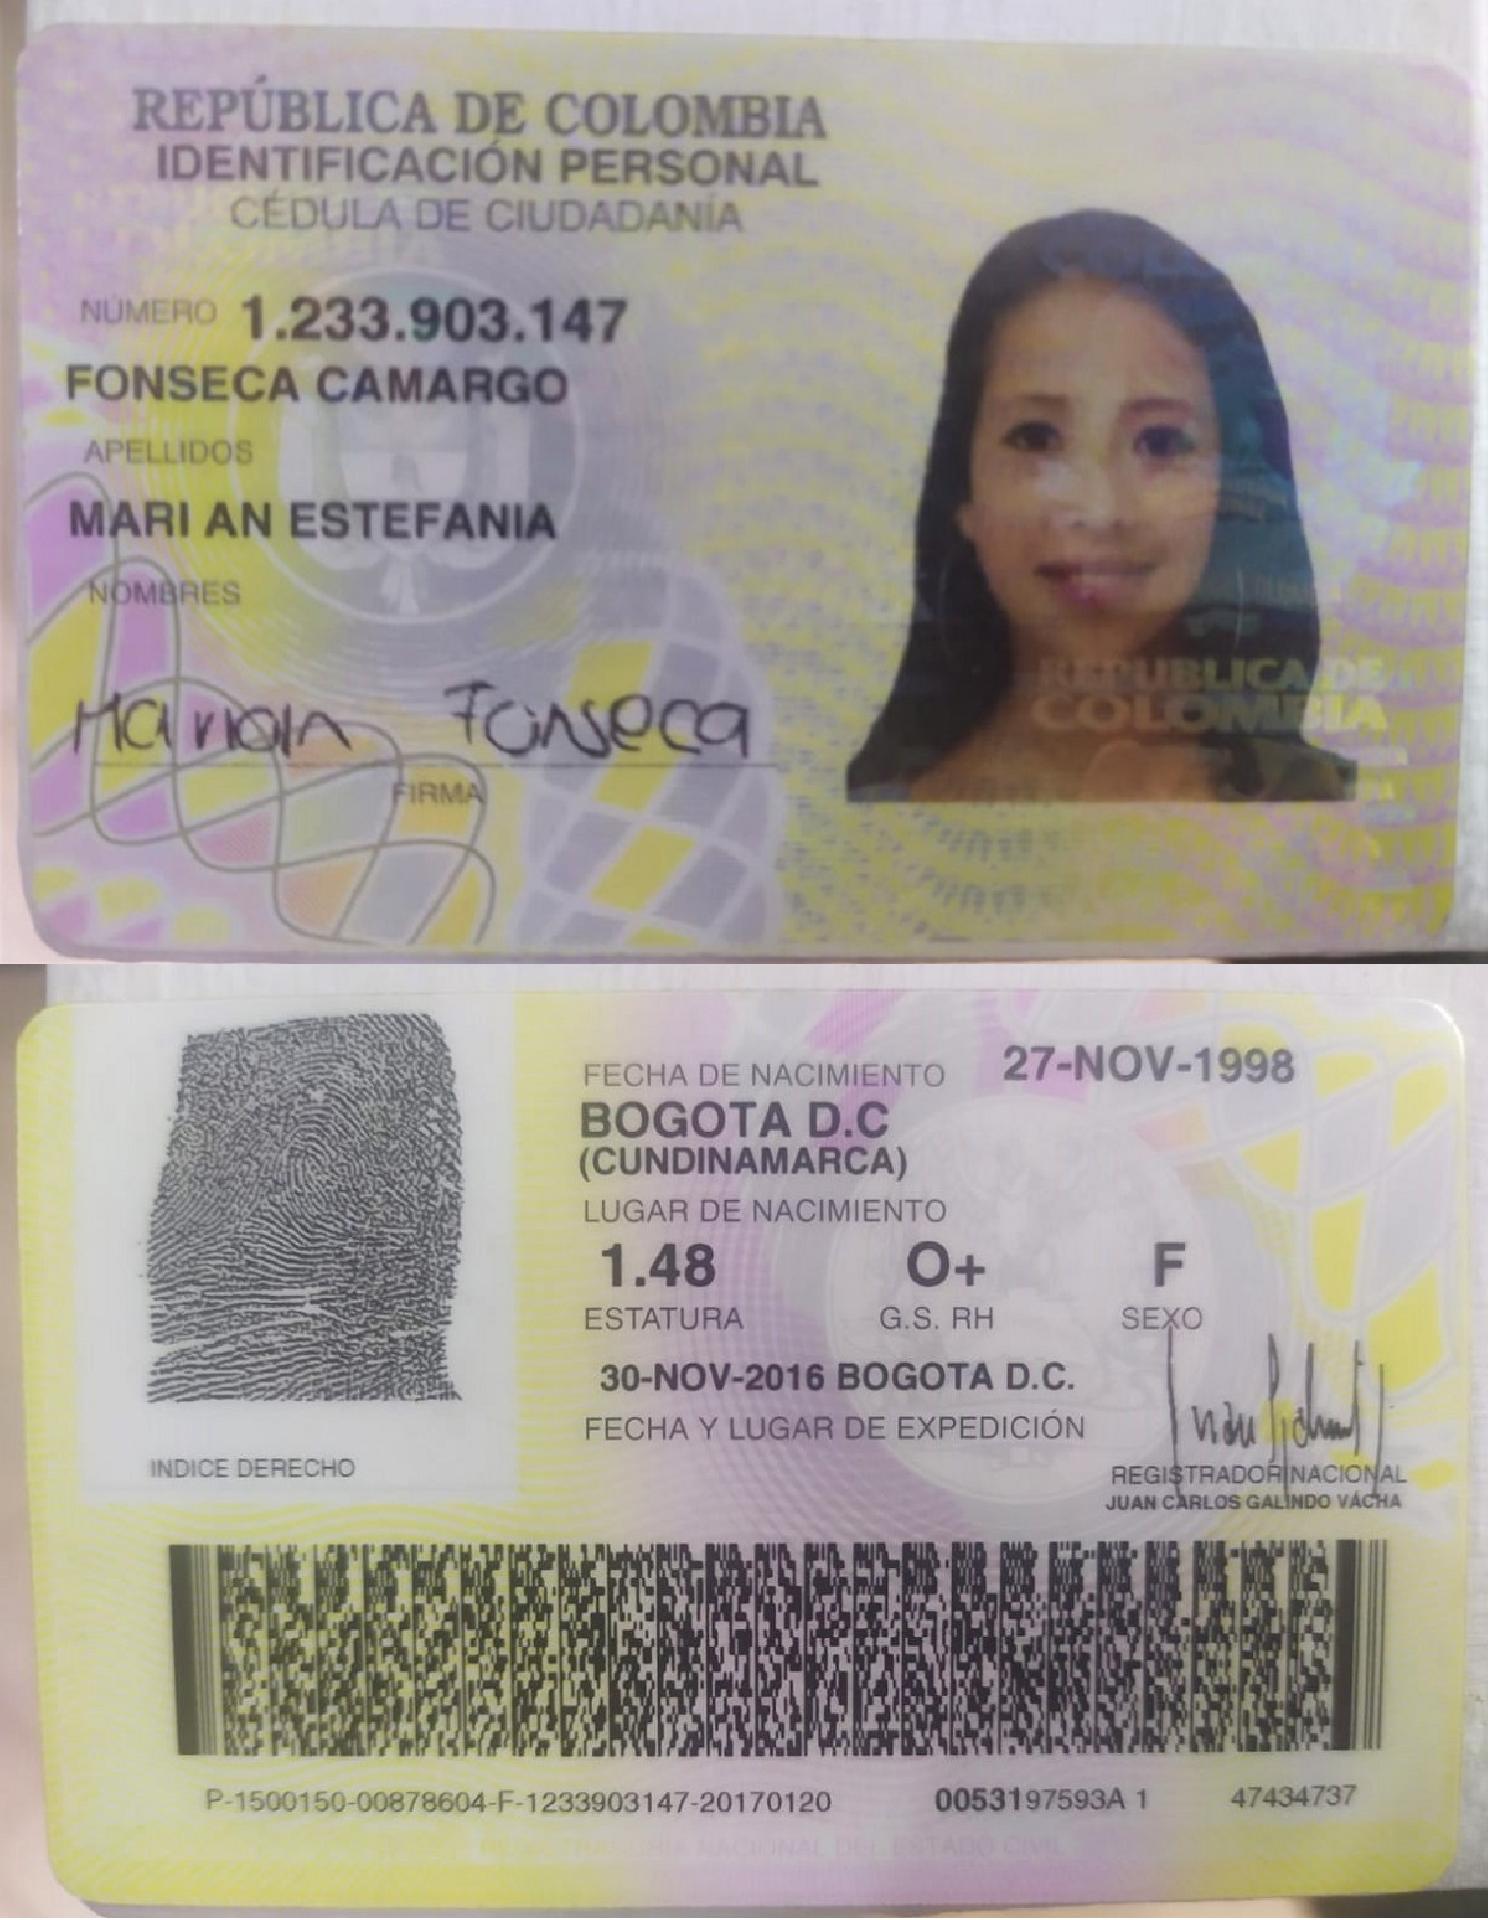 REPÚBLICA DE COLOMBIA
IDENTIFICACIÓN PERSONAL
CÉDULA DE CIUDADANÍA
NÚMERO 1.233.903.147
FONSECA CAMARGO
APELLIDOS
MARI AN ESTEFANIA
NOMBRES
Marian Fonseca
FIRMA
REPUBLICA DE
COLOMBIA
FECHA DE NACIMIENTO 27-NOV-1998
BOGOTA D.C
(CUNDINAMARCA)
LUGAR DE NACIMIENTO
1.48 O+ F
ESTATURA G.S. RH SEXO
30-NOV-2016 BOGOTA D.C.
FECHA Y LUGAR DE EXPEDICIÓN
INDICE DERECHO
REGISTRADOR NACIONAL
JUAN CARLOS GALINDO VÁCHA
P-1500150-00878604-F-1233903147-20170120 0053197593A 1 47434737
REGISTRADURIA NACIONAL DEL ESTADO CIVIL